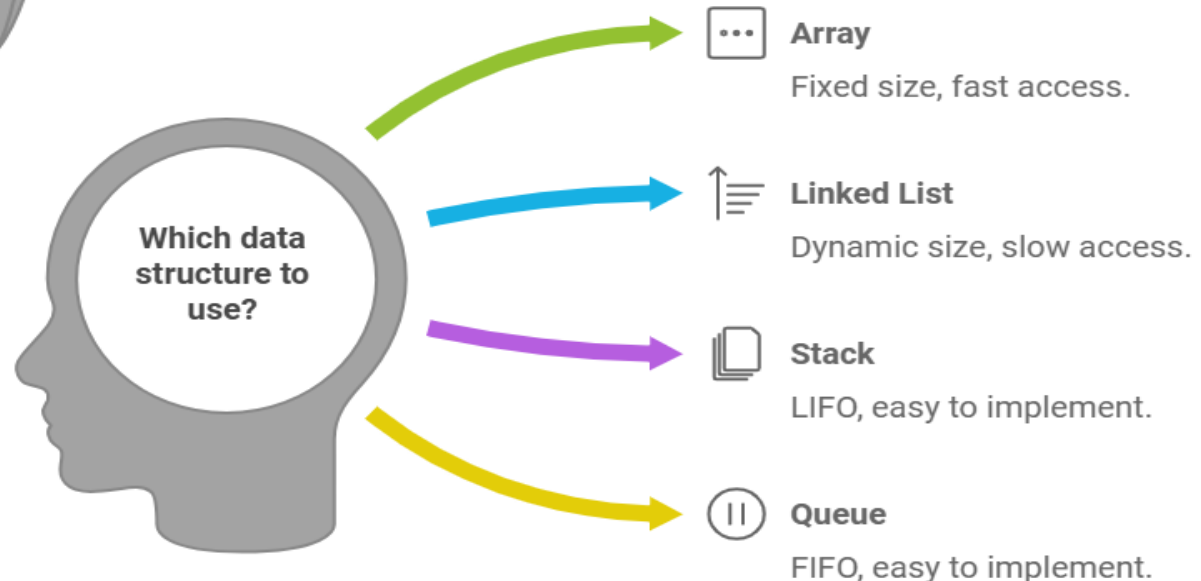 Which data
structure to
use?
Array
Fixed size, fast access.
Linked List
Dynamic size, slow access.
Stack
LIFO, easy to implement.
Queue
FIFO, easy to implement.